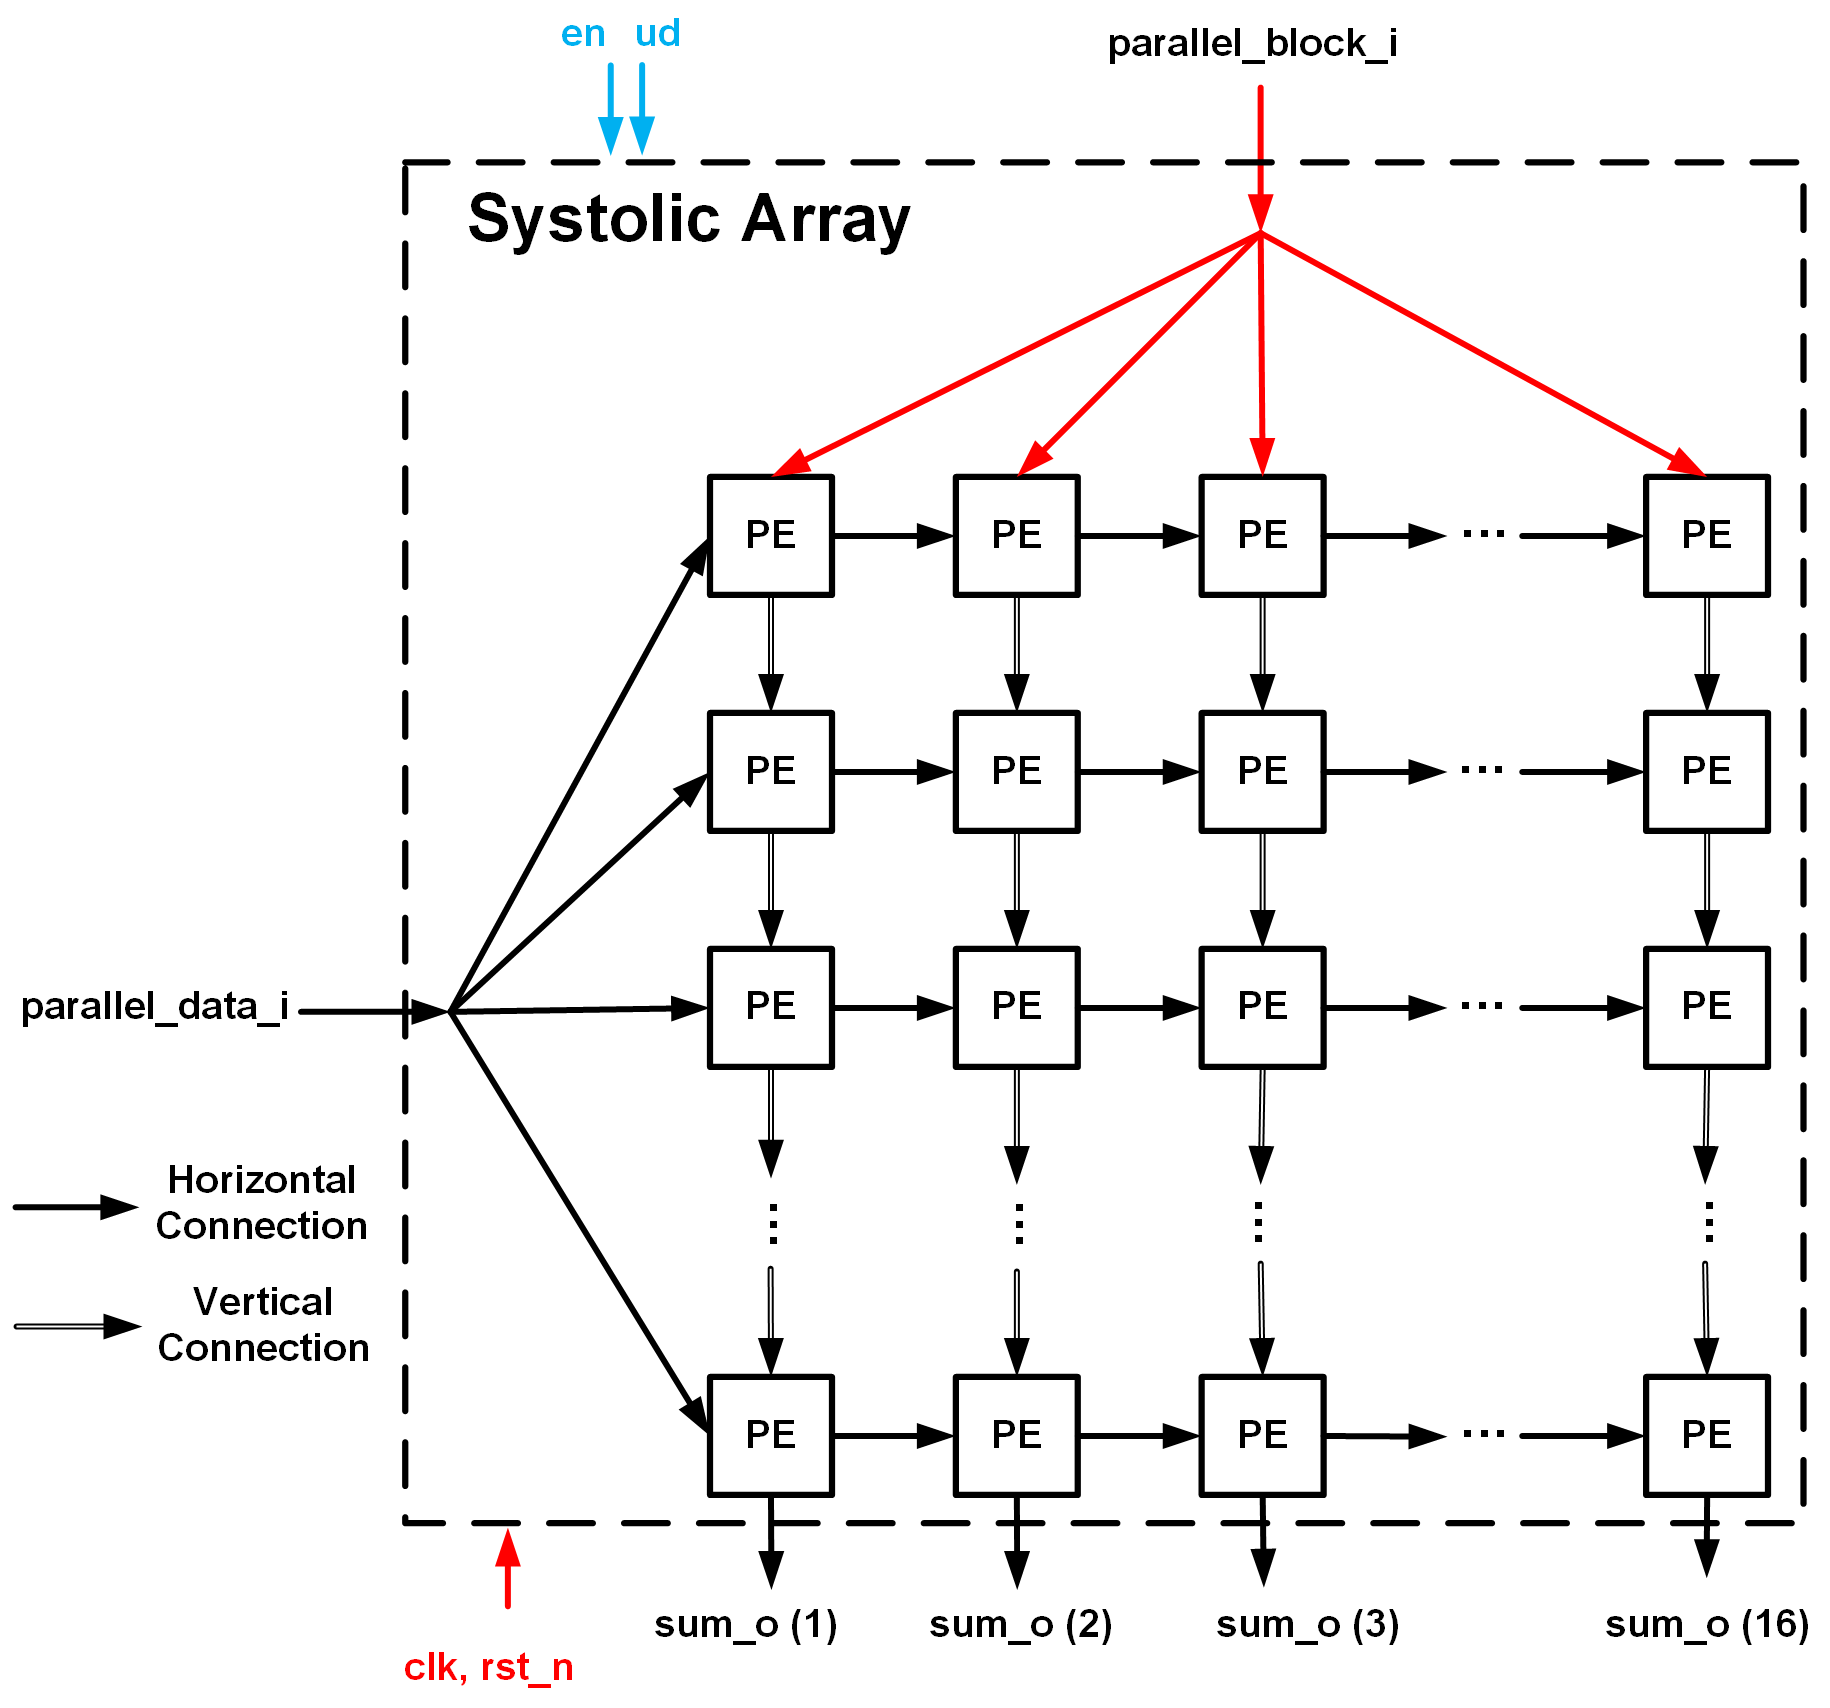 en ud
parallel_block_i
Systolic Array
PE PE PE ... PE
PE PE PE ... PE
PE PE PE ... PE
parallel_data_i
Horizontal
Connection
Vertical
Connection
... ... ... ...
PE PE PE ... PE
sum_o (1) sum_o (2) sum_o (3) sum_o (16)
clk, rst_n